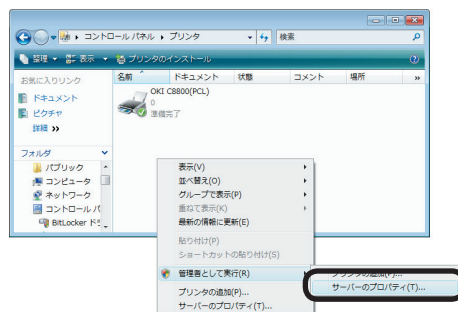 コントロール パネル ▸ プリンタ
検索
整理 表示 プリンタのインストール
お気に入りリンク
ドキュメント
ピクチャ
詳細 »
フォルダ
パブリック
コンピュータ
ネットワーク
コントロール パ
BitLocker ド
名前 ドキュメント 状態 コメント 場所 »
OKI C8800(PCL)
0
準備完了
表示(V)
並べ替え(O)
グループで表示(P)
重ねて表示(K)
最新の情報に更新(E)
貼り付け(P)
ショートカットの貼り付け(S)
管理者として実行(R)
プリンタの追加(P)...
サーバーのプロパティ(T)...
プリンタの追加(P)...
サーバーのプロパティ(T)...